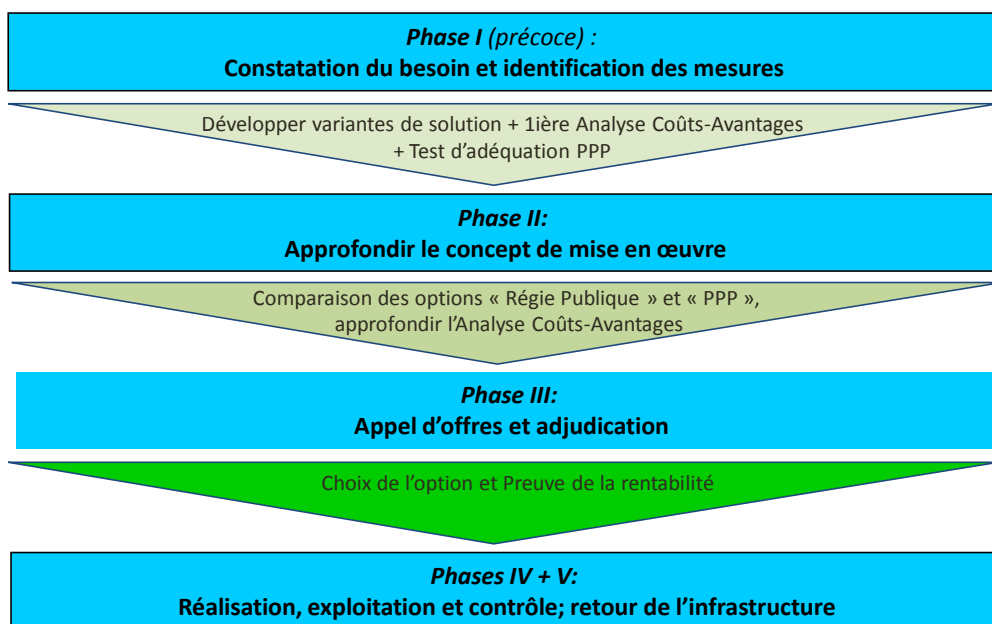 Phase I (précoce) :
Constatation du besoin et identification des mesures
Développer variantes de solution + 1ière Analyse Coûts-Avantages
+ Test d'adéquation PPP
Phase II:
Approfondir le concept de mise en œuvre
Comparaison des options « Régie Publique » et « PPP »,
approfondir l'Analyse Coûts-Avantages
Phase III:
Appel d'offres et adjudication
Choix de l'option et Preuve de la rentabilité
Phases IV + V:
Réalisation, exploitation et contrôle; retour de l'infrastructure